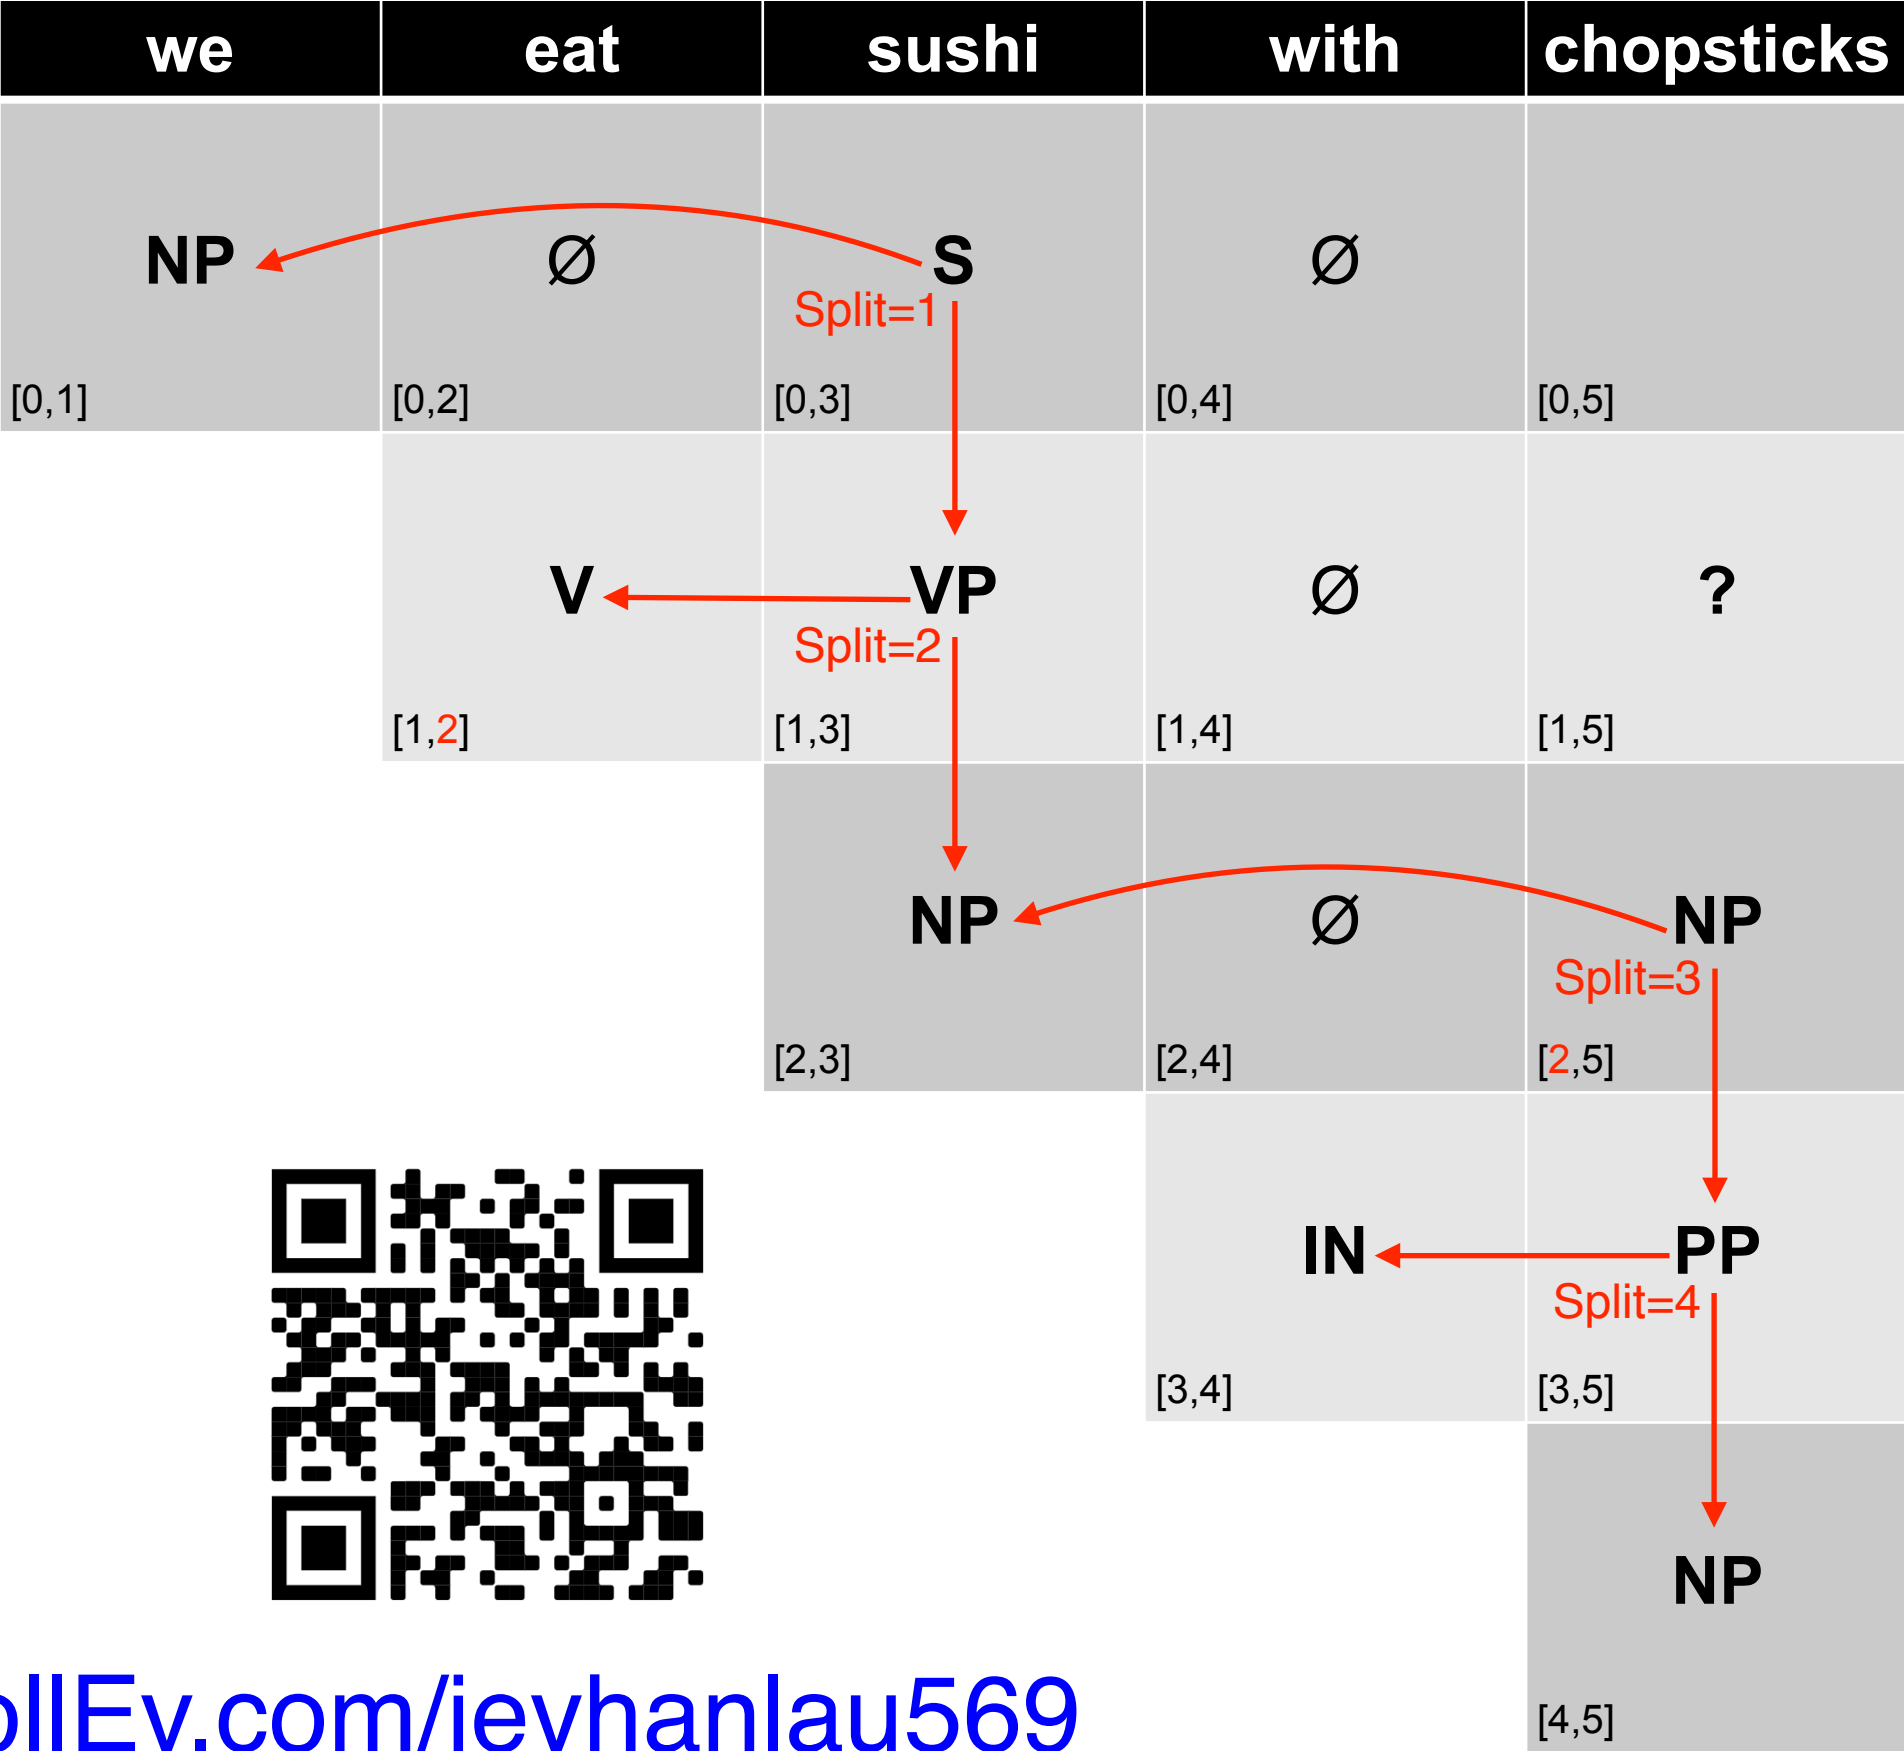 we eat sushi with chopsticks
NP Ø S Ø
Split=1
[0,1] [0,2] [0,3] [0,4] [0,5]
V VP Ø ?
Split=2
[1,2] [1,3] [1,4] [1,5]
NP Ø NP
Split=3
[2,3] [2,4] [2,5]
IN PP
Split=4
[3,4] [3,5]
NP
ollEv.com/jeyhanlau569
[4,5]